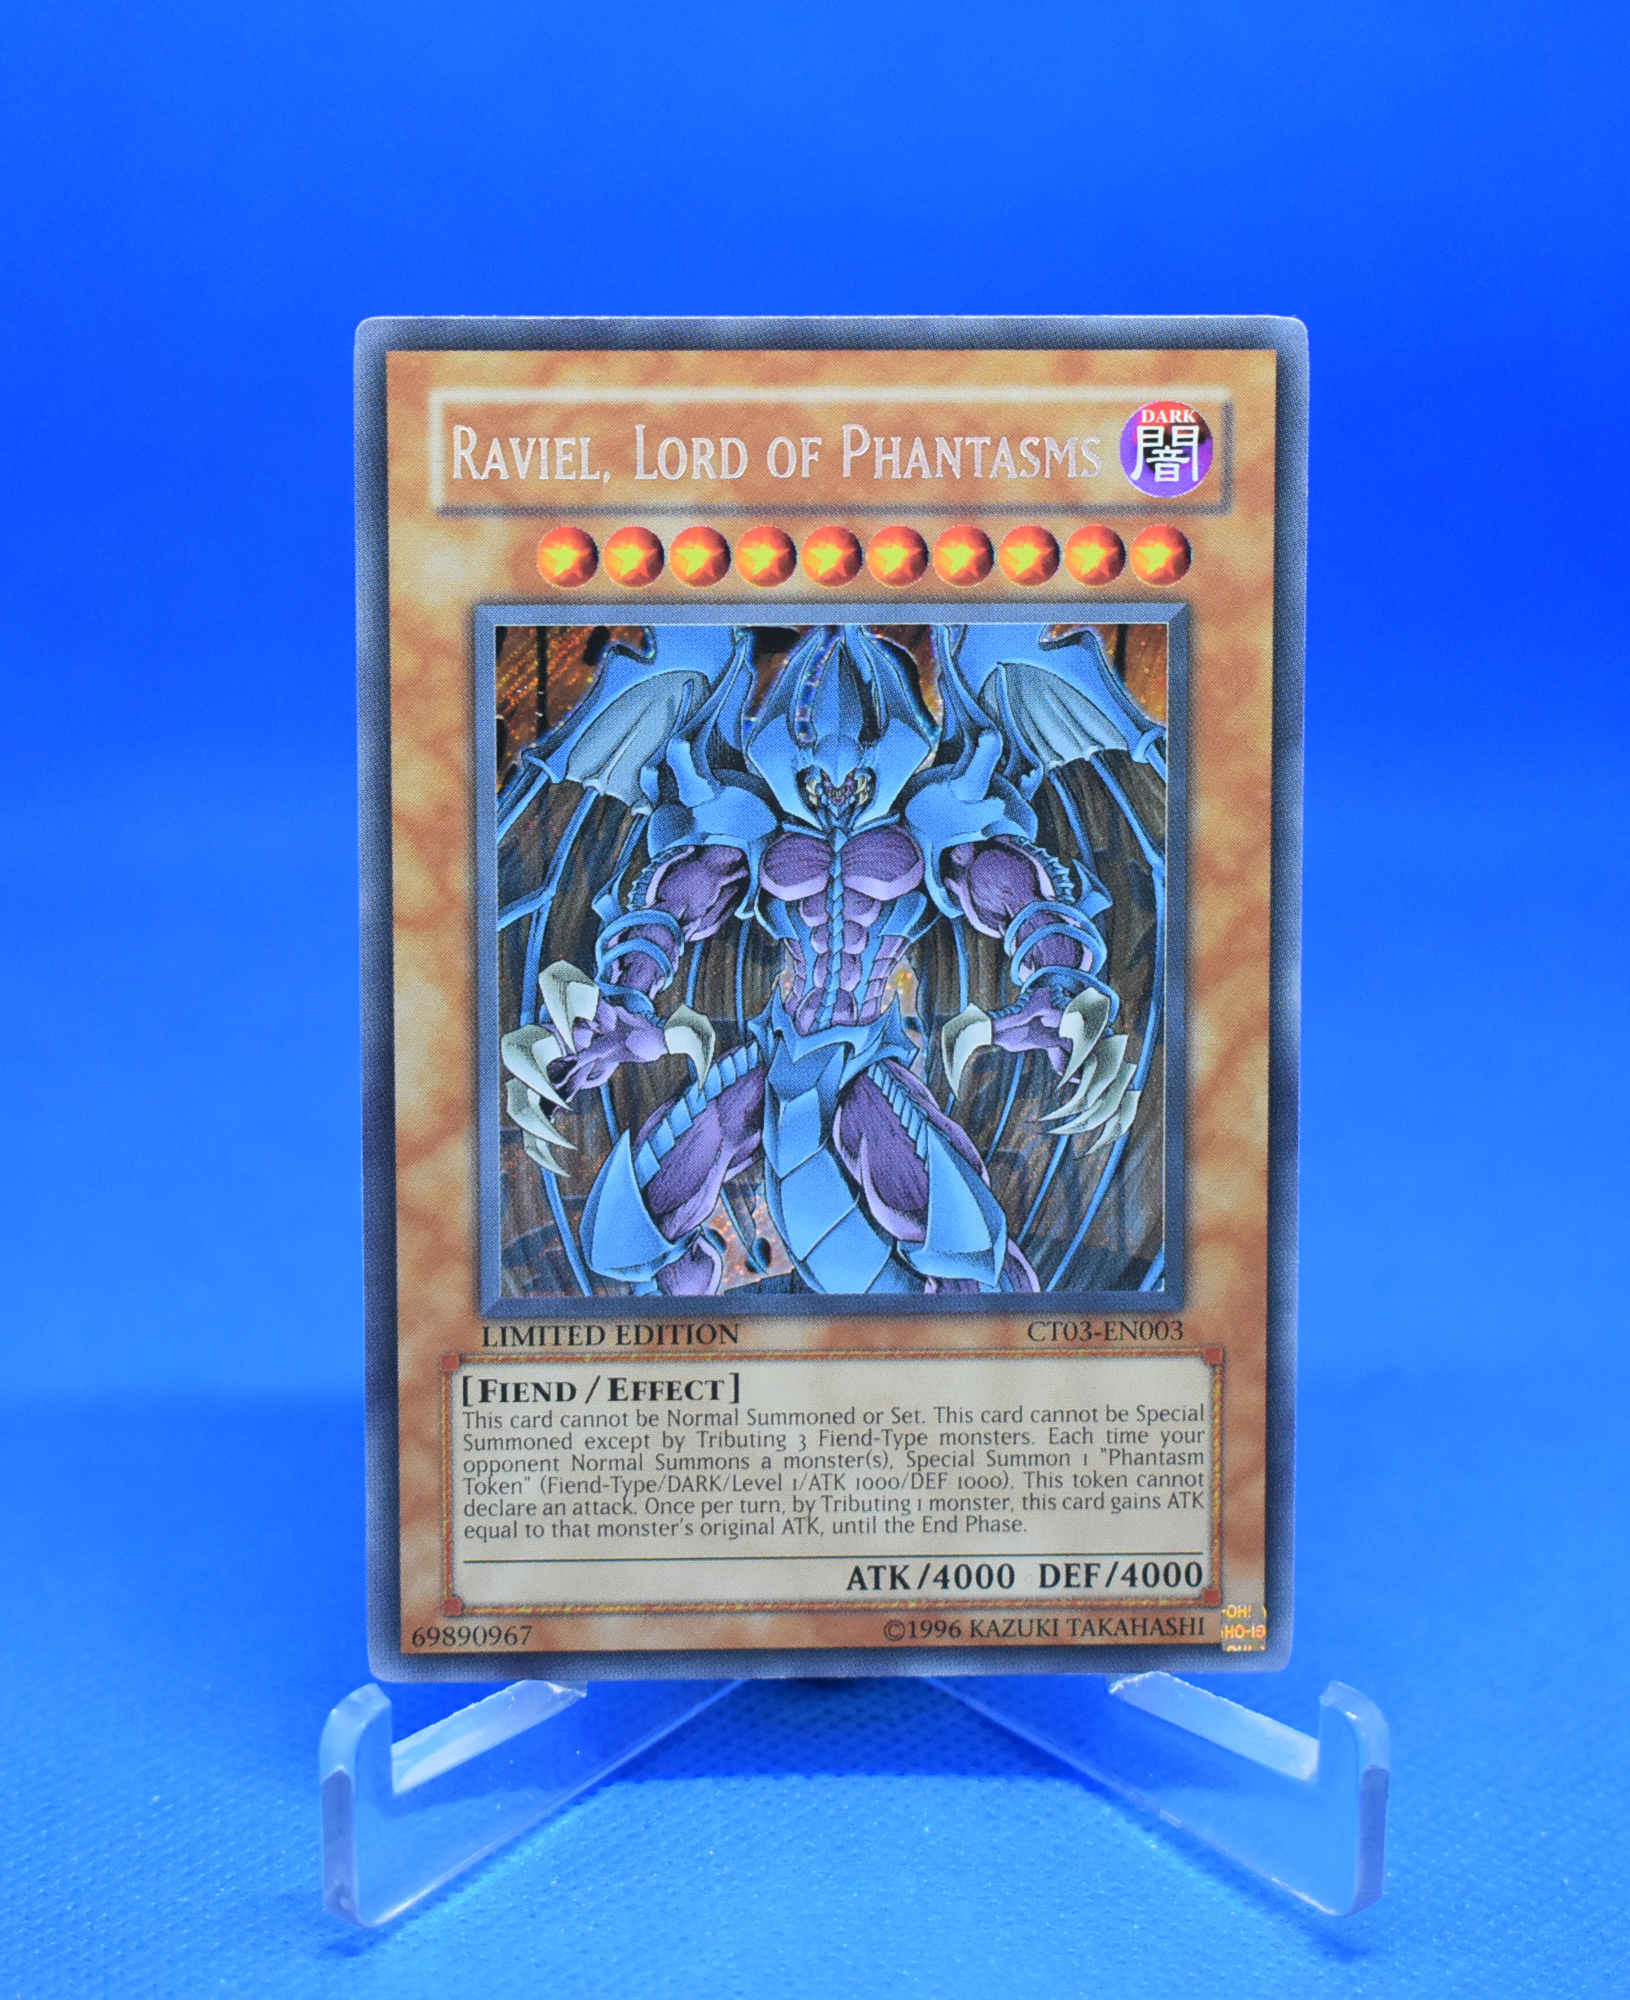 RAVIEL, LORD OF PHANTASMS
DARK
闇
LIMITED EDITION
CT03-EN003
[FIEND / EFFECT]
This card cannot be Normal Summoned or Set. This card cannot be Special
Summoned except by Tributing 3 Fiend-Type monsters. Each time your
opponent Normal Summons a monster(s), Special Summon 1 "Phantasm
Token" (Fiend-Type/DARK/Level 1/ATK 1000/DEF 1000). This token cannot
declare an attack. Once per turn, by Tributing 1 monster, this card gains ATK
equal to that monster's original ATK, until the End Phase.
ATK/4000 DEF/4000
69890967
©1996 KAZUKI TAKAHASHI